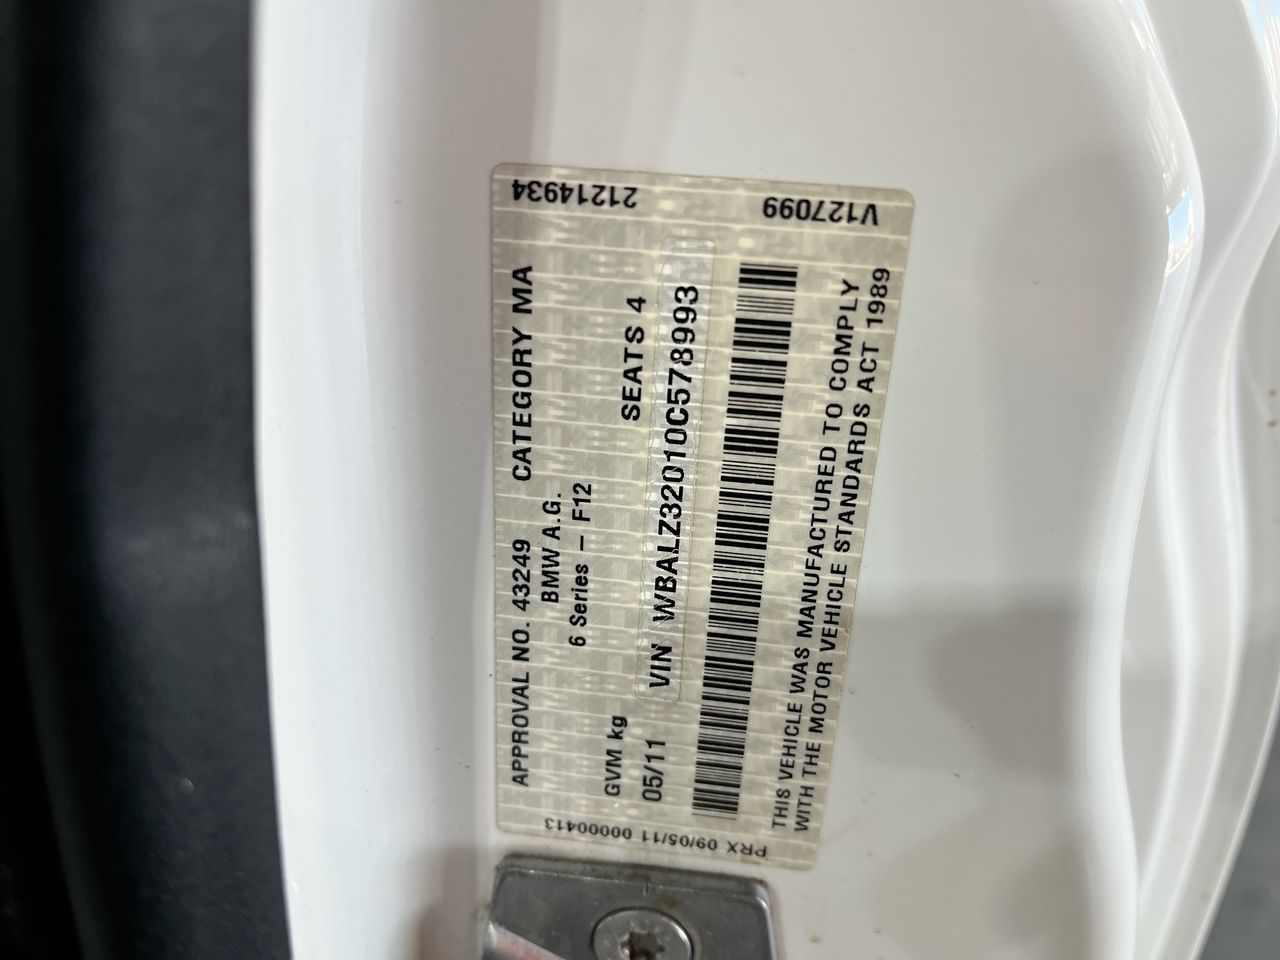 21214934
V127099
APPROVAL NO. 43249 CATEGORY MA
BMW A.G.
6 Series – F12
GVM kg SEATS 4
05/11 VIN WBALZ32010C578993
THIS VEHICLE WAS MANUFACTURED TO COMPLY
WITH THE MOTOR VEHICLE STANDARDS ACT 1989
PRX 09/05/11 00000413